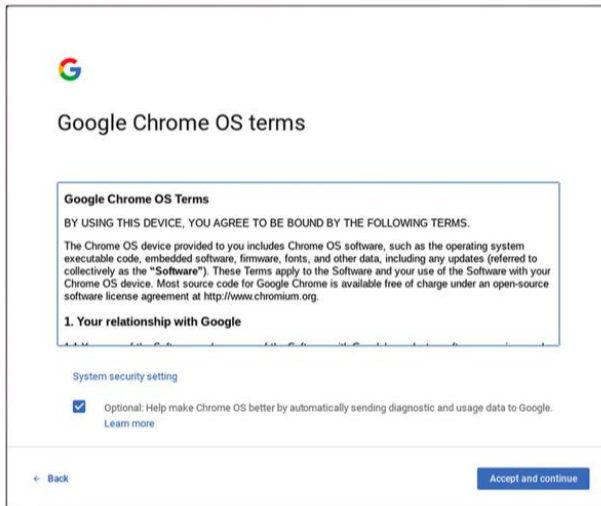 Google Chrome OS terms
Google Chrome OS Terms
BY USING THIS DEVICE, YOU AGREE TO BE BOUND BY THE FOLLOWING TERMS.
The Chrome OS device provided to you includes Chrome OS software, such as the operating system
executable code, embedded software, firmware, fonts, and other data, including any updates (referred to
collectively as the "Software"). These Terms apply to the Software and your use of the Software with your
Chrome OS device. Most source code for Google Chrome is available free of charge under an open-source
software license agreement at http://www.chromium.org.
1. Your relationship with Google
System security setting
Optional: Help make Chrome OS better by automatically sending diagnostic and usage data to Google.
Learn more
← Back
Accept and continue